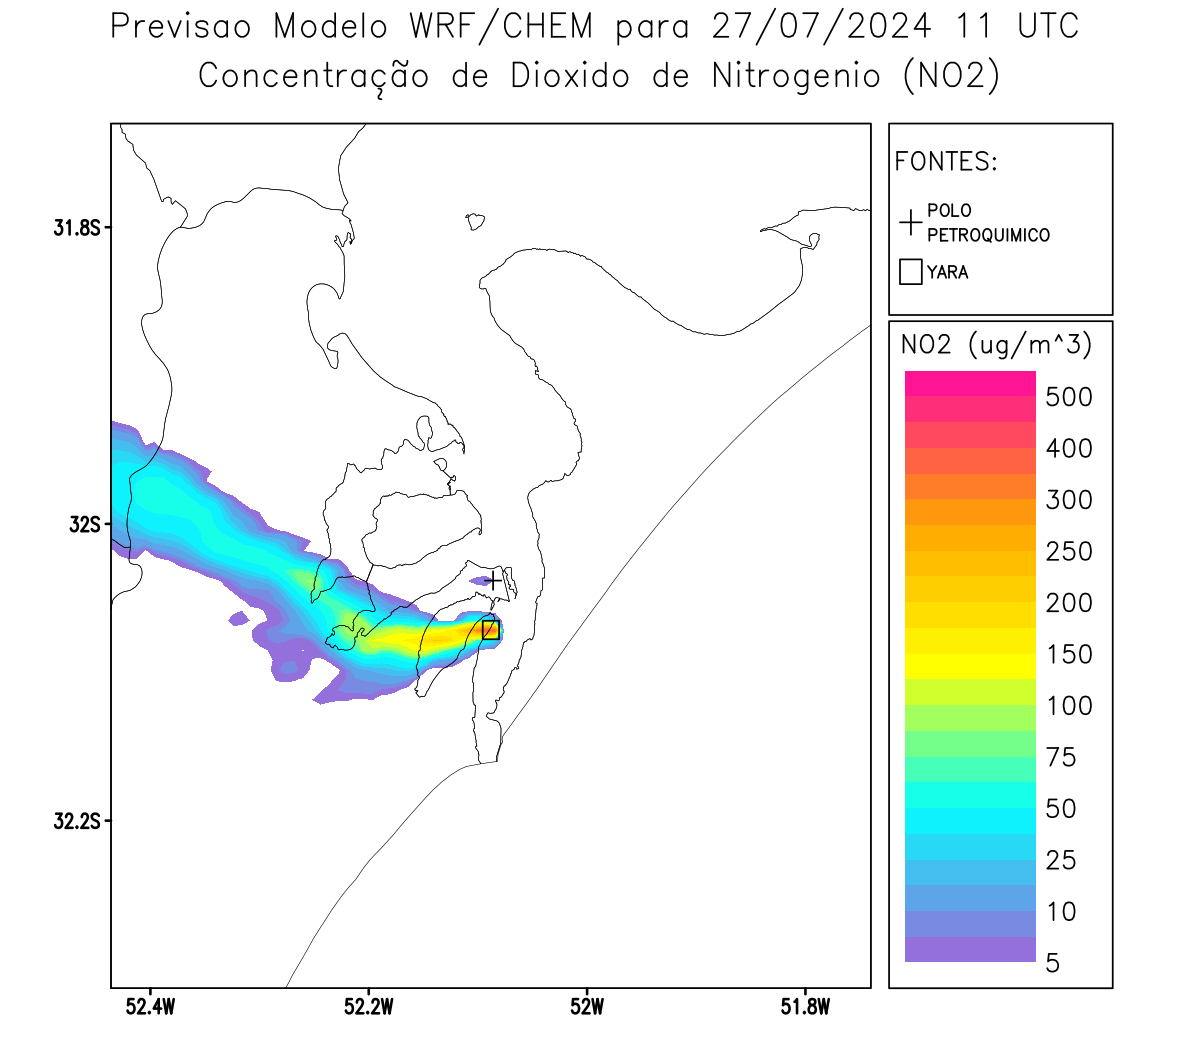 Previsao Modelo WRF/CHEM para 27/07/2024 11 UTC
Concentração de Dioxido de Nitrogenio (NO2)
FONTES:
POLO
PETROQUIMICO
YARA
NO2 (ug/m^3)
500
400
300
250
200
150
100
75
50
25
10
5
31.8S
32S
32.2S
52.4W
52.2W
52W
51.8W